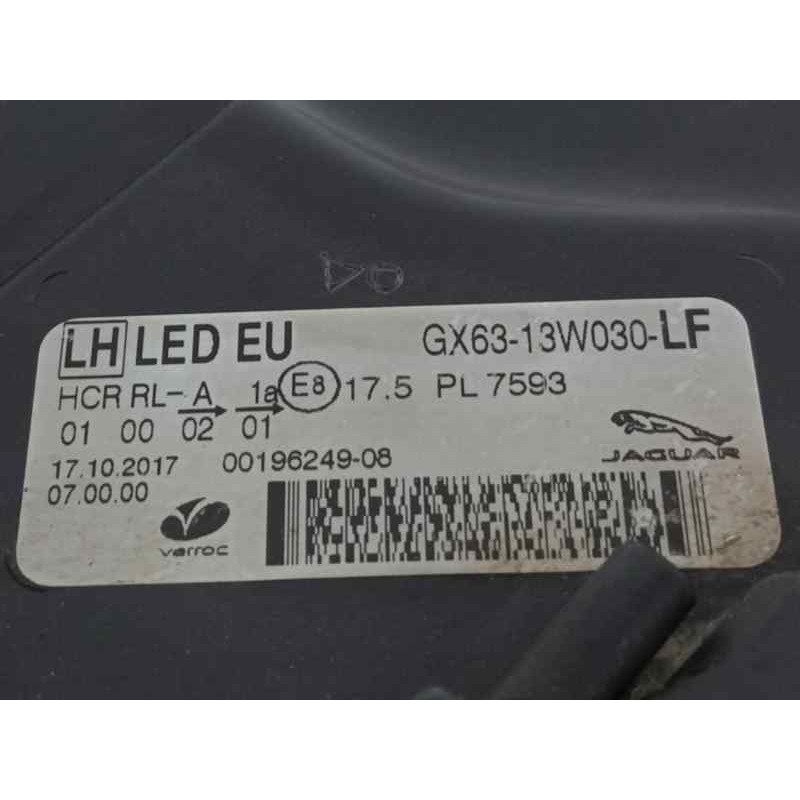 LH LED EU GX63-13W030-LF
HCR RL-A 1a E8 17.5 PL 7593
01 00 02 01
17.10.2017 00196249-08
07.00.00
varroc
JAGUAR